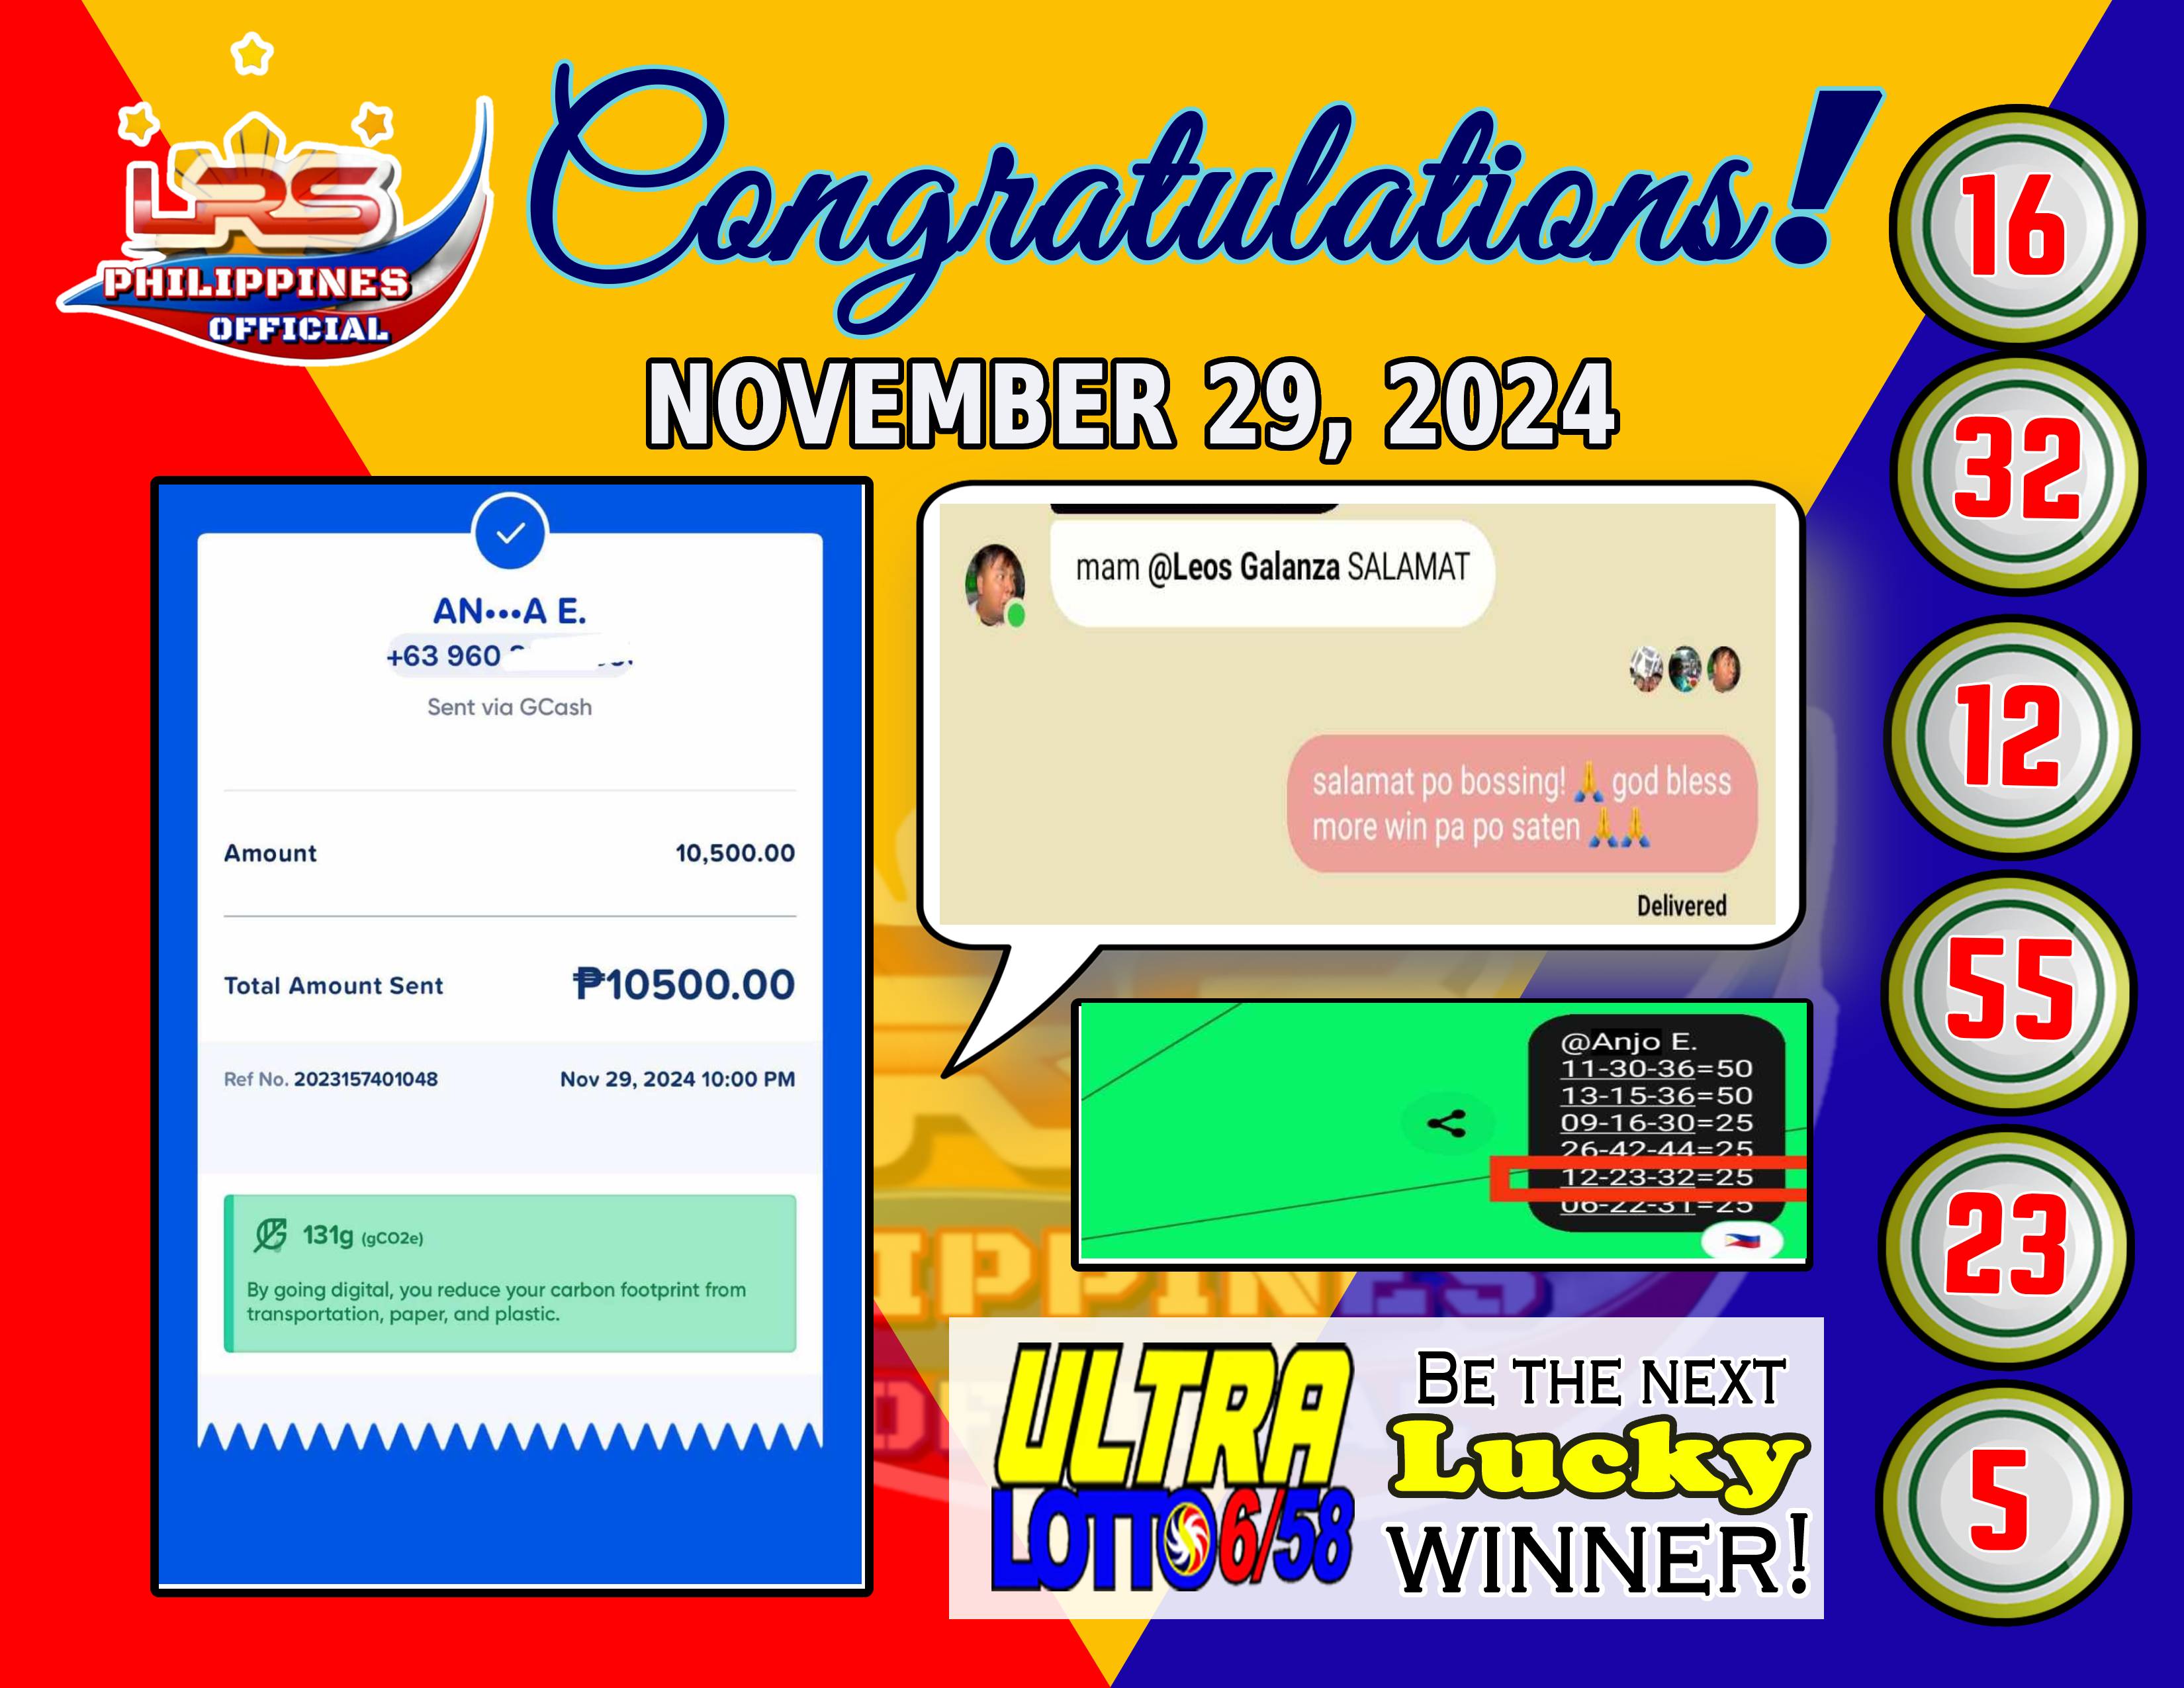 LRS
PHILIPPINES
OFFICIAL
Congratulations!
NOVEMBER 29, 2024
AN•••A E.
+63 960
Sent via GCash
Amount 10,500.00
Total Amount Sent ₱10500.00
Ref No. 2023157401048 Nov 29, 2024 10:00 PM
131g (gCO2e)
By going digital, you reduce your carbon footprint from
transportation, paper, and plastic.
mam @Leos Galanza SALAMAT
salamat po bossing! 🙏 god bless
more win pa po saten 🙏🙏
Delivered
@Anjo E.
11-30-36=50
13-15-36=50
09-16-30=25
26-42-44=25
12-23-32=25
06-22-31=25
ULTRA
LOTTO 6/58
BE THE NEXT
Lucky
WINNER!
16
32
12
55
23
5